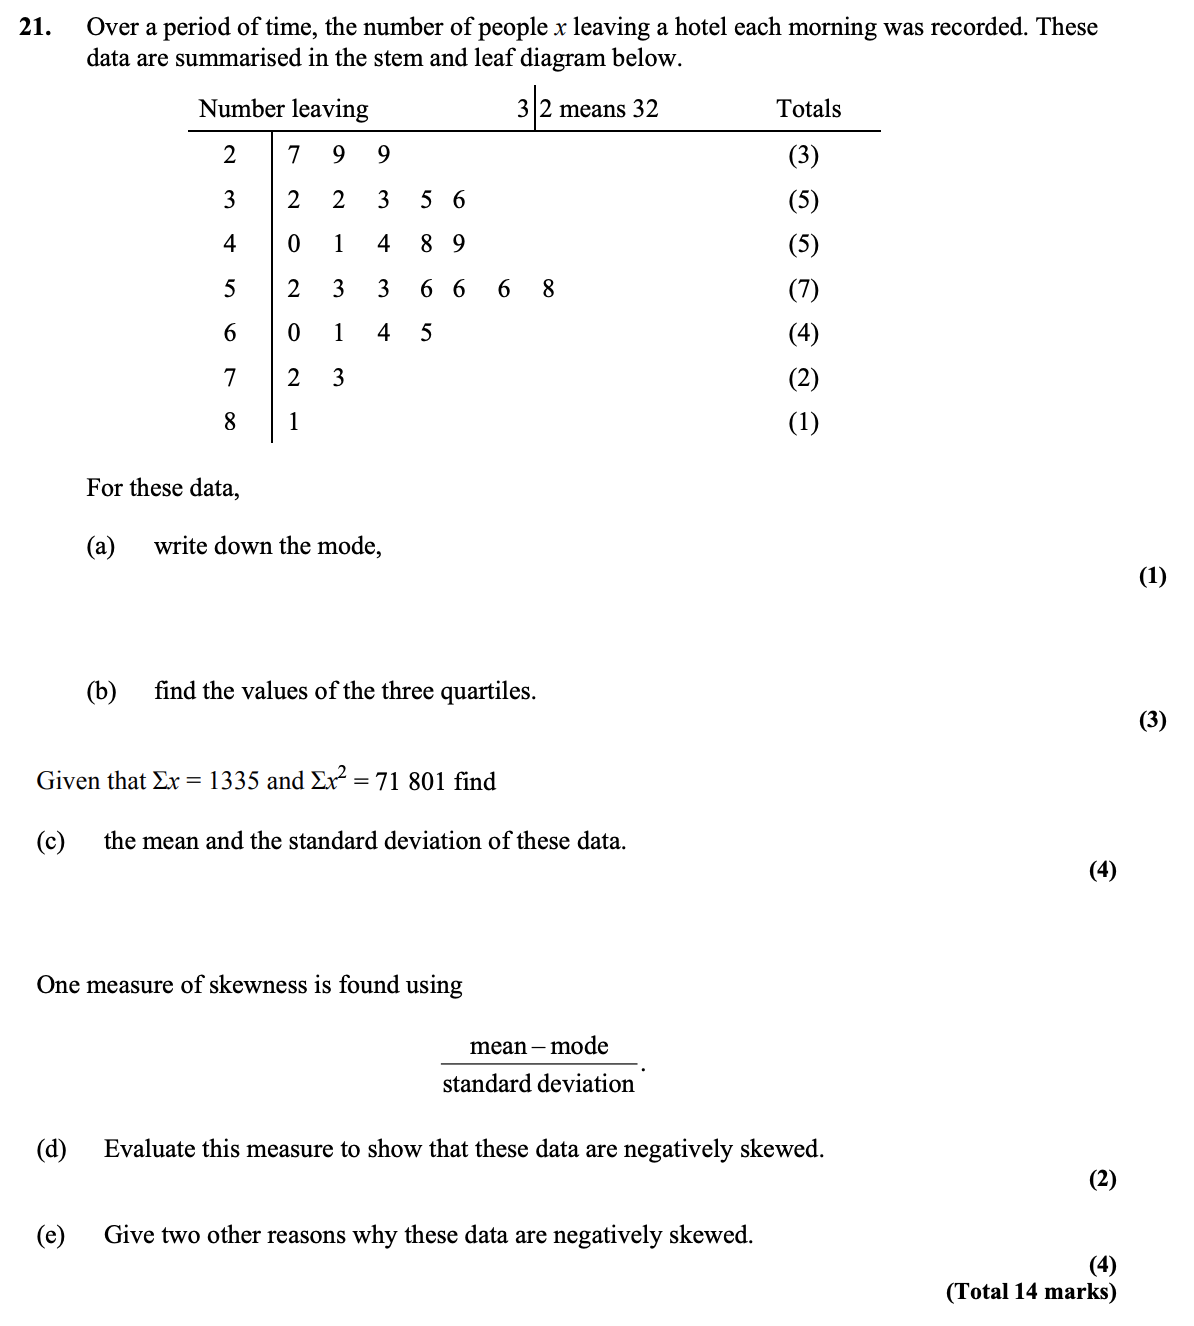 21. Over a period of time, the number of people x leaving a hotel each morning was recorded. These
data are summarised in the stem and leaf diagram below.
Number leaving 3|2 means 32 Totals
2 | 7 9 9 (3)
3 | 2 2 3 5 6 (5)
4 | 0 1 4 8 9 (5)
5 | 2 3 3 6 6 6 8 (7)
6 | 0 1 4 5 (4)
7 | 2 3 (2)
8 | 1 (1)
For these data,
(a) write down the mode,
(1)
(b) find the values of the three quartiles.
(3)
Given that Σx = 1335 and Σx² = 71 801 find
(c) the mean and the standard deviation of these data.
(4)
One measure of skewness is found using
mean – mode
standard deviation .
(d) Evaluate this measure to show that these data are negatively skewed.
(2)
(e) Give two other reasons why these data are negatively skewed.
(4)
(Total 14 marks)